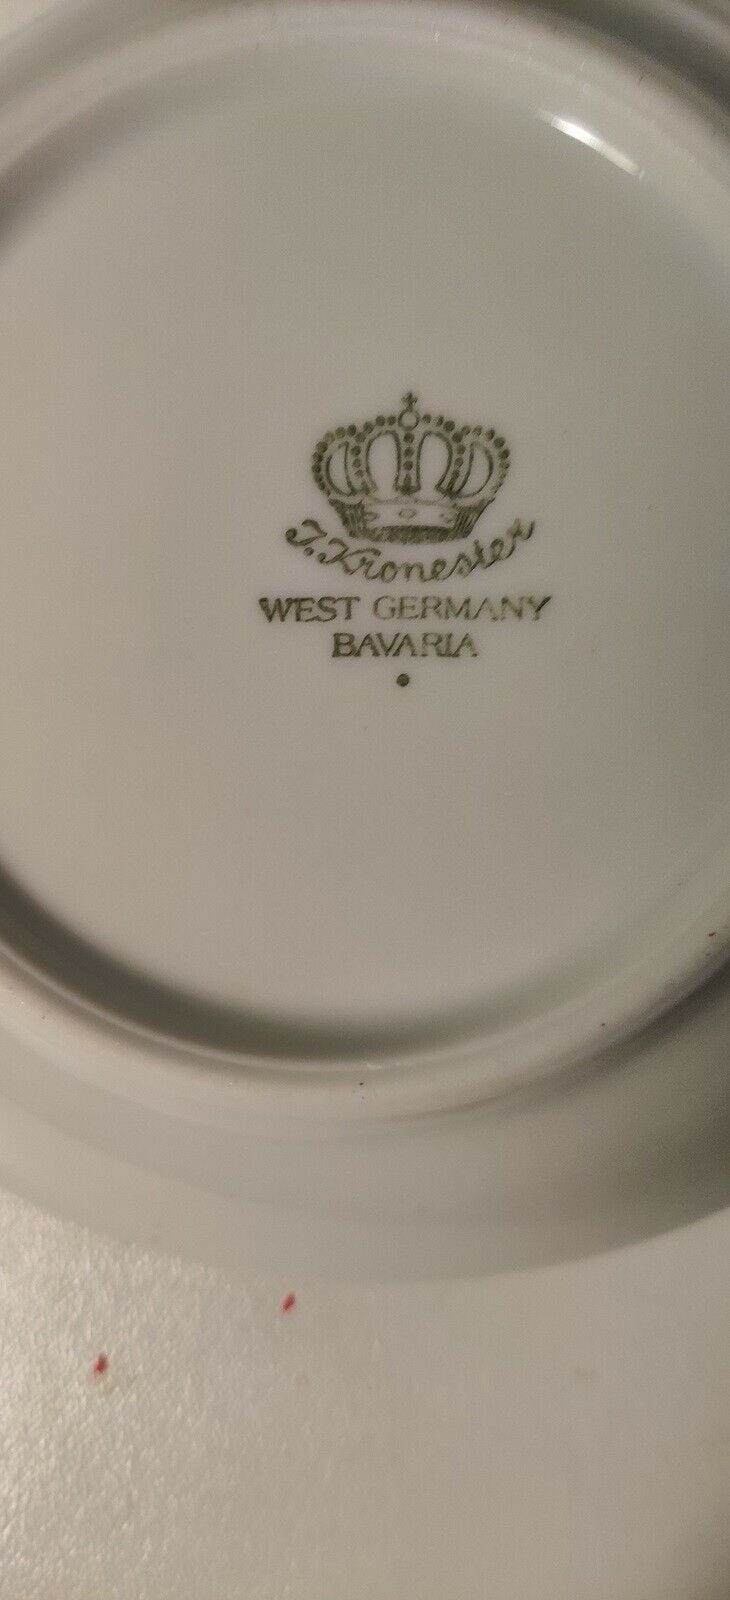 J. Kronester
WEST GERMANY
BAVARIA